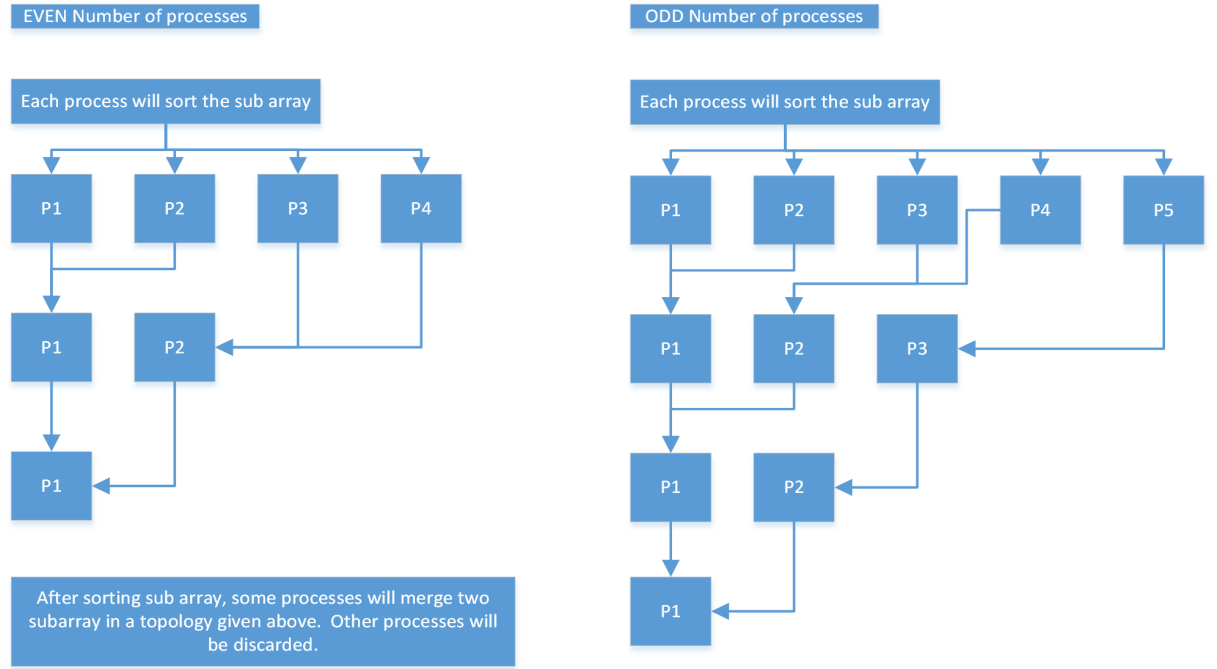 EVEN Number of processes
Each process will sort the sub array
P1
P2
P3
P4
P1
P2
P1
After sorting sub array, some processes will merge two
subarray in a topology given above.  Other processes will
be discarded.
ODD Number of processes
Each process will sort the sub array
P1
P2
P3
P4
P5
P1
P2
P3
P1
P2
P1